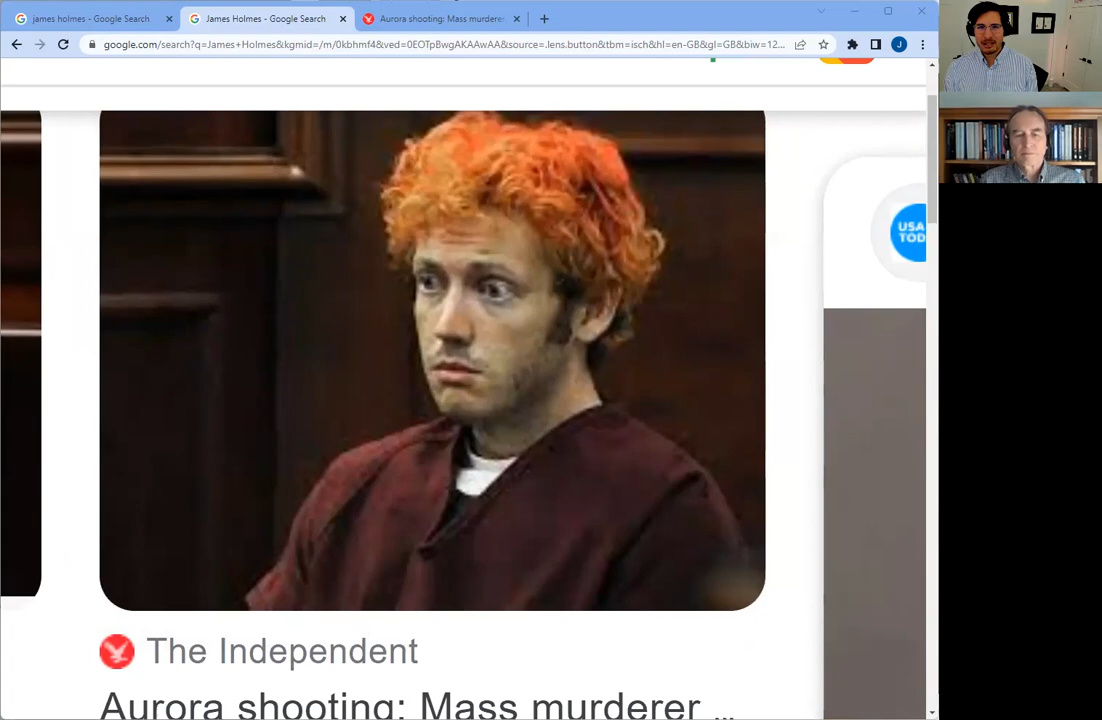 james holmes - Google Search
James Holmes - Google Search
Aurora shooting: Mass murdere
google.com/search?q=James+Holmes&kgmid=/m/0kbhmf4&ved=0EOTpBwgAKAAwAA&source=.lens.button&tbm=isch&hl=en-GB&gl=GB&biw=12...
J
USA
TOD
The Independent
Aurora shooting: Mass murderer ...